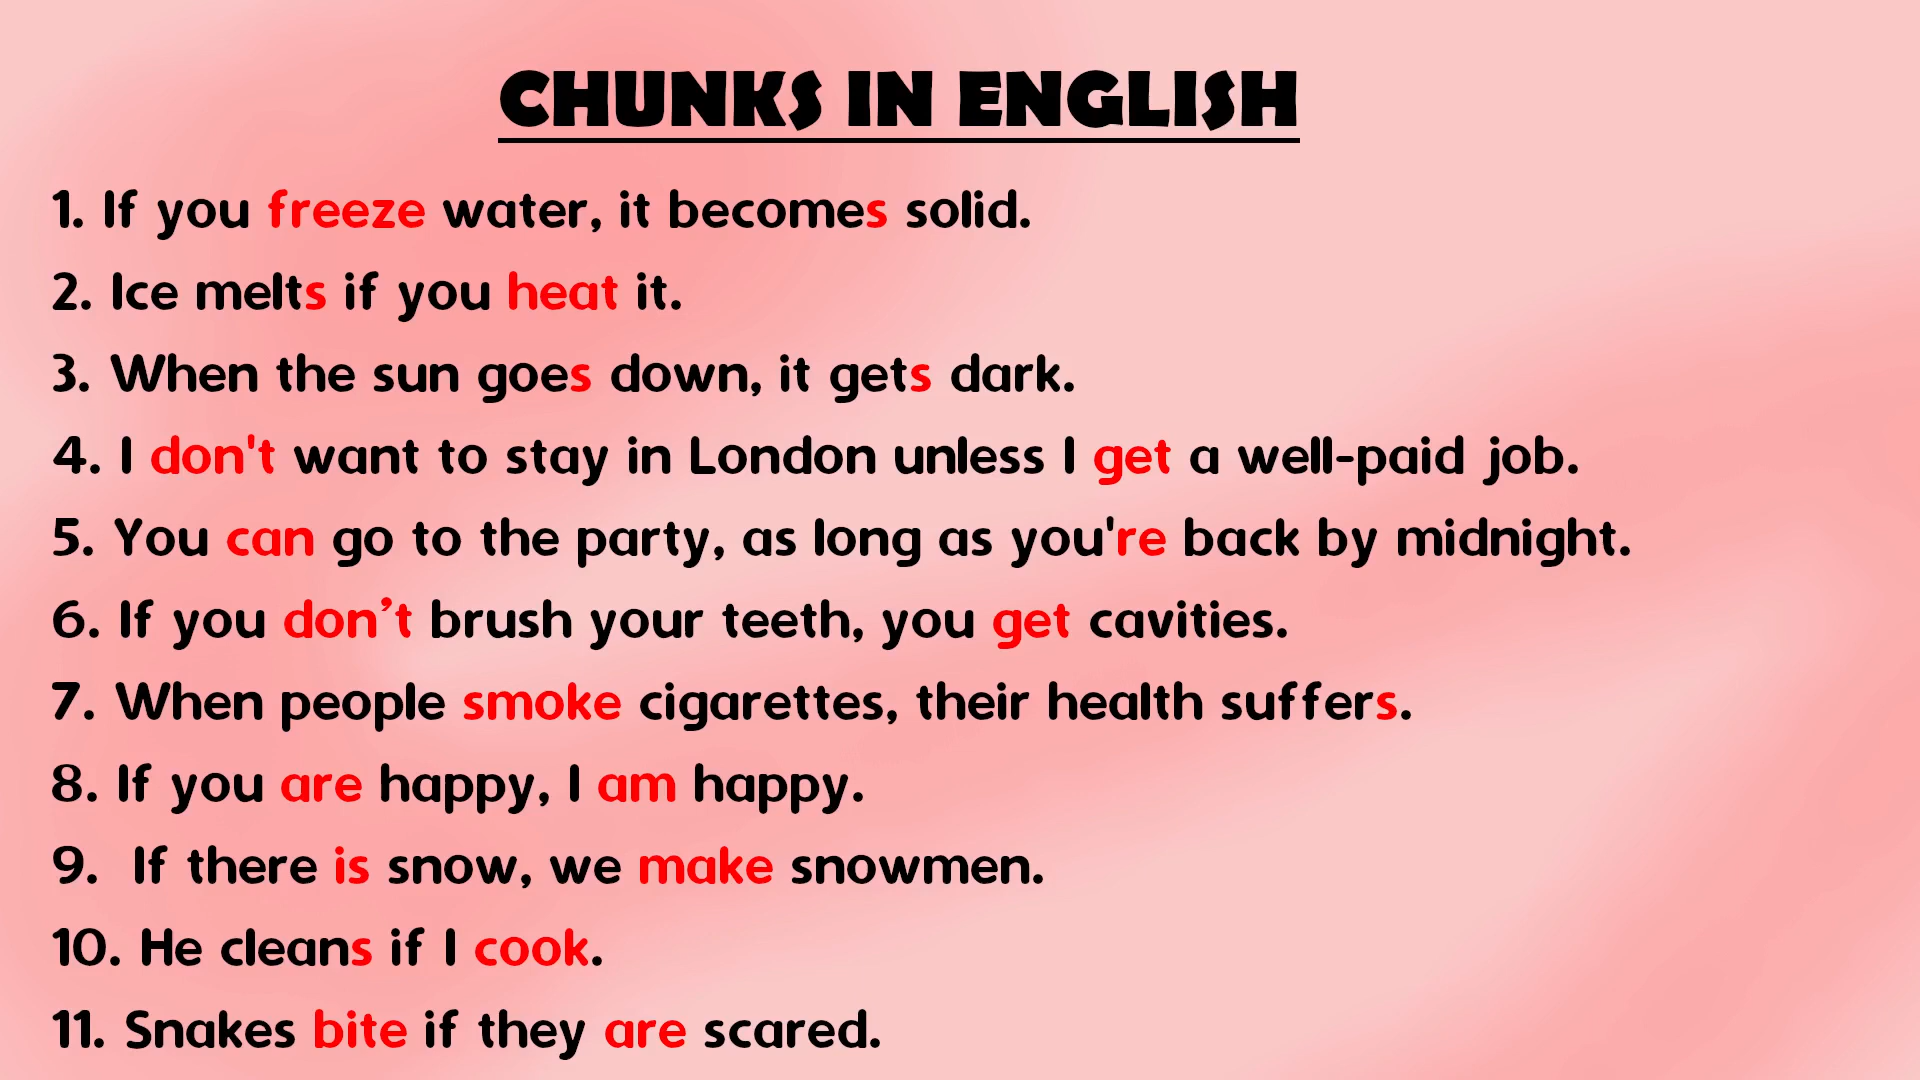 CHUNKS IN ENGLISH
1. If you freeze water, it becomes solid.
2. Ice melts if you heat it.
3. When the sun goes down, it gets dark.
4. I don't want to stay in London unless I get a well-paid job.
5. You can go to the party, as long as you're back by midnight.
6. If you don’t brush your teeth, you get cavities.
7. When people smoke cigarettes, their health suffers.
8. If you are happy, I am happy.
9. If there is snow, we make snowmen.
10. He cleans if I cook.
11. Snakes bite if they are scared.